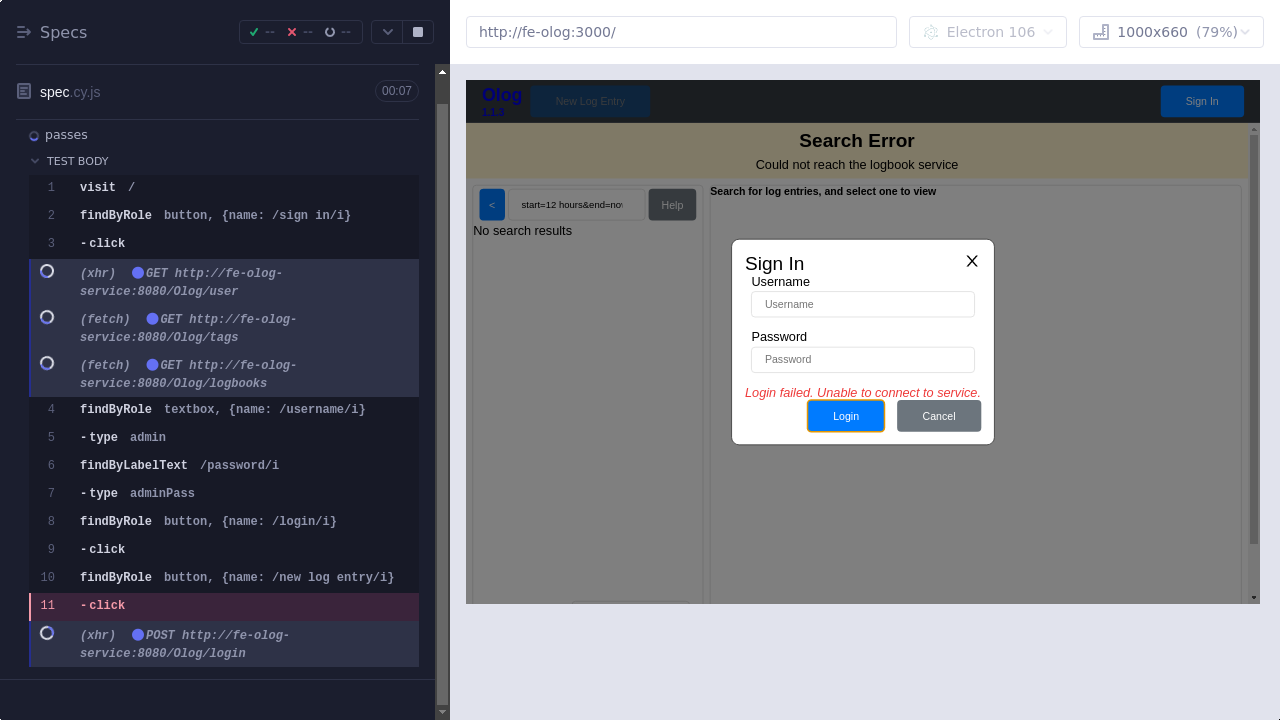 Specs
-- -- --
http://fe-olog:3000/
Electron 106
1000x660 (79%)
spec.cy.js
00:07
passes
TEST BODY
1 visit /
2 findByRole button, {name: /sign in/i}
3 -click
(xhr) GET http://fe-olog-
service:8080/Olog/user
(fetch) GET http://fe-olog-
service:8080/Olog/tags
(fetch) GET http://fe-olog-
service:8080/Olog/logbooks
4 findByRole textbox, {name: /username/i}
5 -type admin
6 findByLabelText /password/i
7 -type adminPass
8 findByRole button, {name: /login/i}
9 -click
10 findByRole button, {name: /new log entry/i}
11 -click
(xhr) POST http://fe-olog-
service:8080/Olog/login
Olog
1.1.3
New Log Entry
Sign In
Search Error
Could not reach the logbook service
<
start=12 hours&end=now
Help
No search results
Search for log entries, and select one to view
Sign In
Username
Username
Password
Password
Login failed. Unable to connect to service.
Login
Cancel